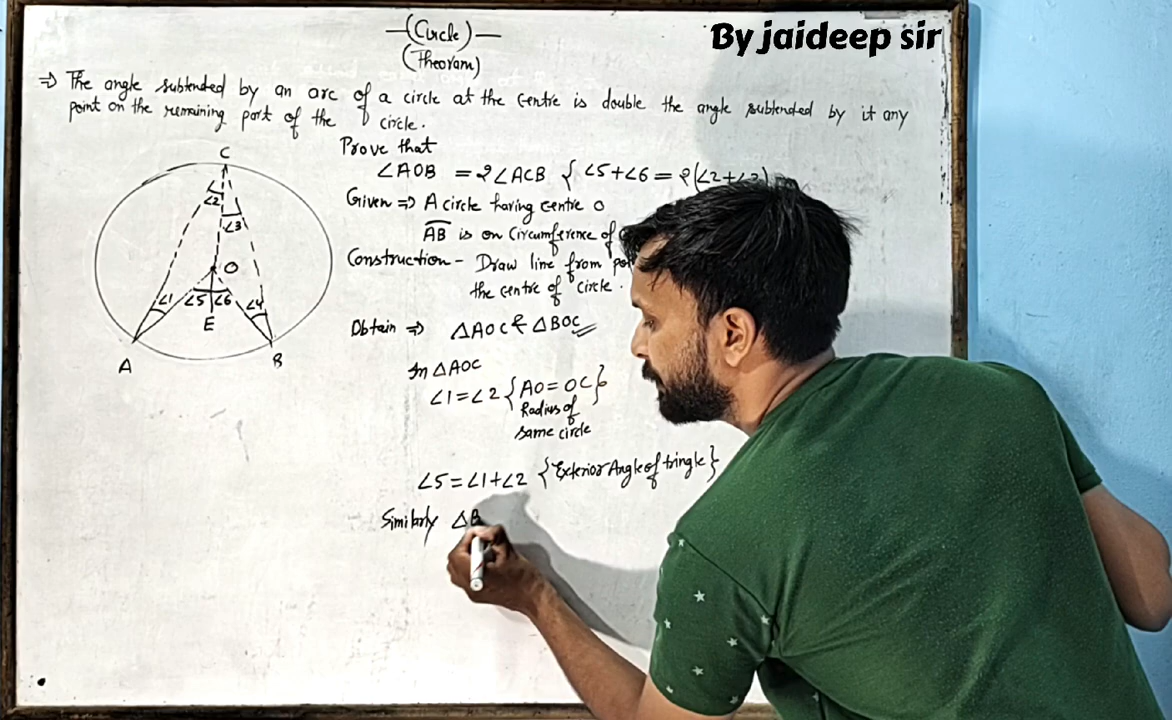 By jaideep sir
(Circle)
(Theoram)
⇒ The angle subtended by an arc of a circle at the centre is double the angle subtended by it any
point on the remaining part of the circle.
Prove that
∠AOB = 2∠ACB { ∠5+∠6 = 2(∠2+∠3)
Given ⇒ A circle having centre O
AB is on Circumference of
Construction - Draw line from
the centre of circle.
Obtain ⇒ △AOC & △BOC
In △AOC
∠1=∠2 {AO=OC}
Radius of
same circle
∠5=∠1+∠2 {Exterior Angle of tringle}
Similarly △B
C
∠2
∠3
O
∠1 ∠5 ∠6 ∠4
E
A B